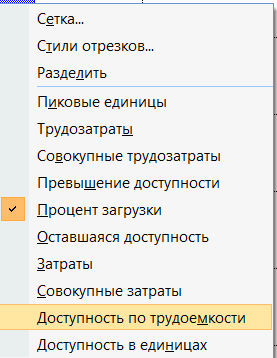 Сетка...
Стили отрезков...
Разделить
Пиковые единицы
Трудозатраты
Совокупные трудозатраты
Превышение доступности
Процент загрузки
Оставшаяся доступность
Затраты
Совокупные затраты
Доступность по трудоемкости
Доступность в единицах